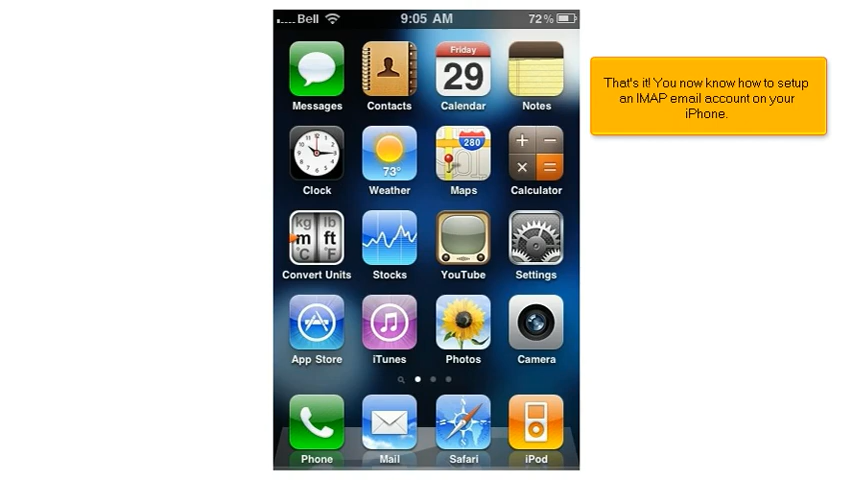 Bell 9:05 AM 72%
Friday
29
Messages Contacts Calendar Notes
280
73°
Clock Weather Maps Calculator
kg lb
m ft
°C °F
Convert Units Stocks YouTube Settings
App Store iTunes Photos Camera
Phone Mail Safari iPod
That's it! You now know how to setup
an IMAP email account on your
iPhone.